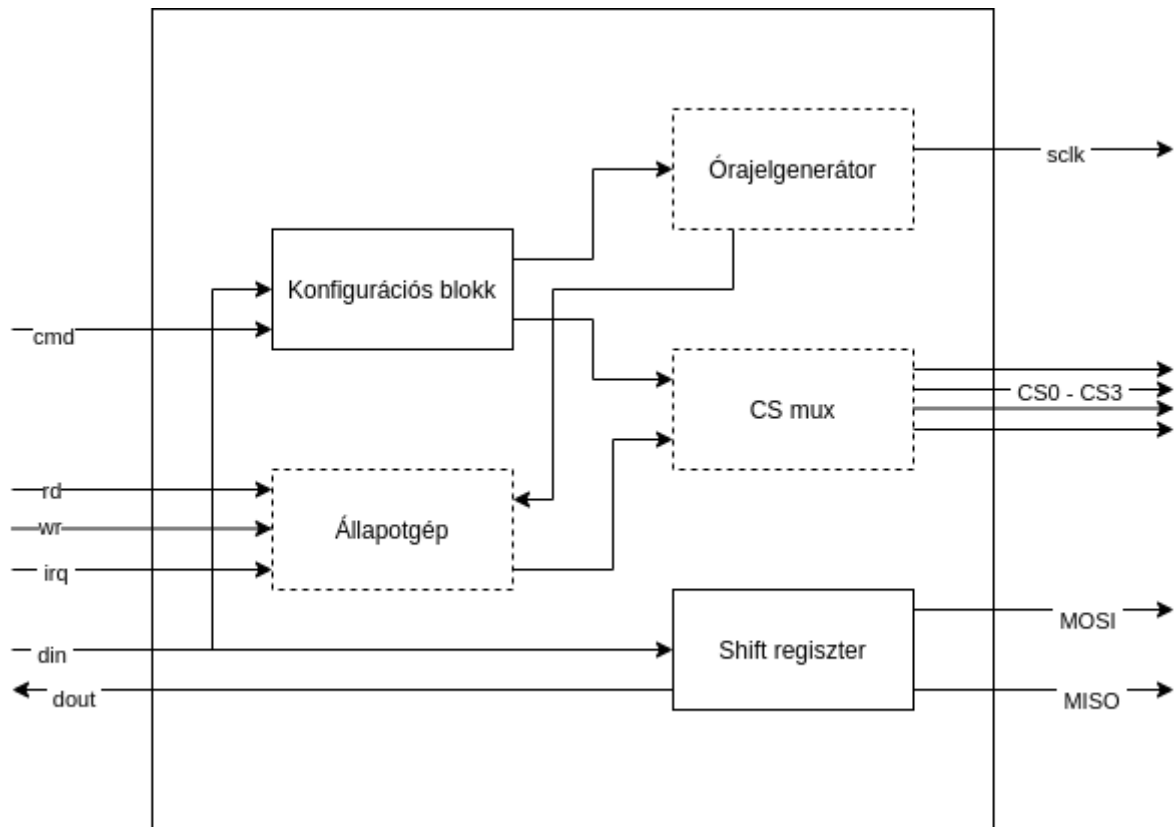 Órajelgenerátor
sclk
Konfigurációs blokk
cmd
CS mux
CS0 - CS3
rd
wr
irq
Állapotgép
din
dout
Shift regiszter
MOSI
MISO